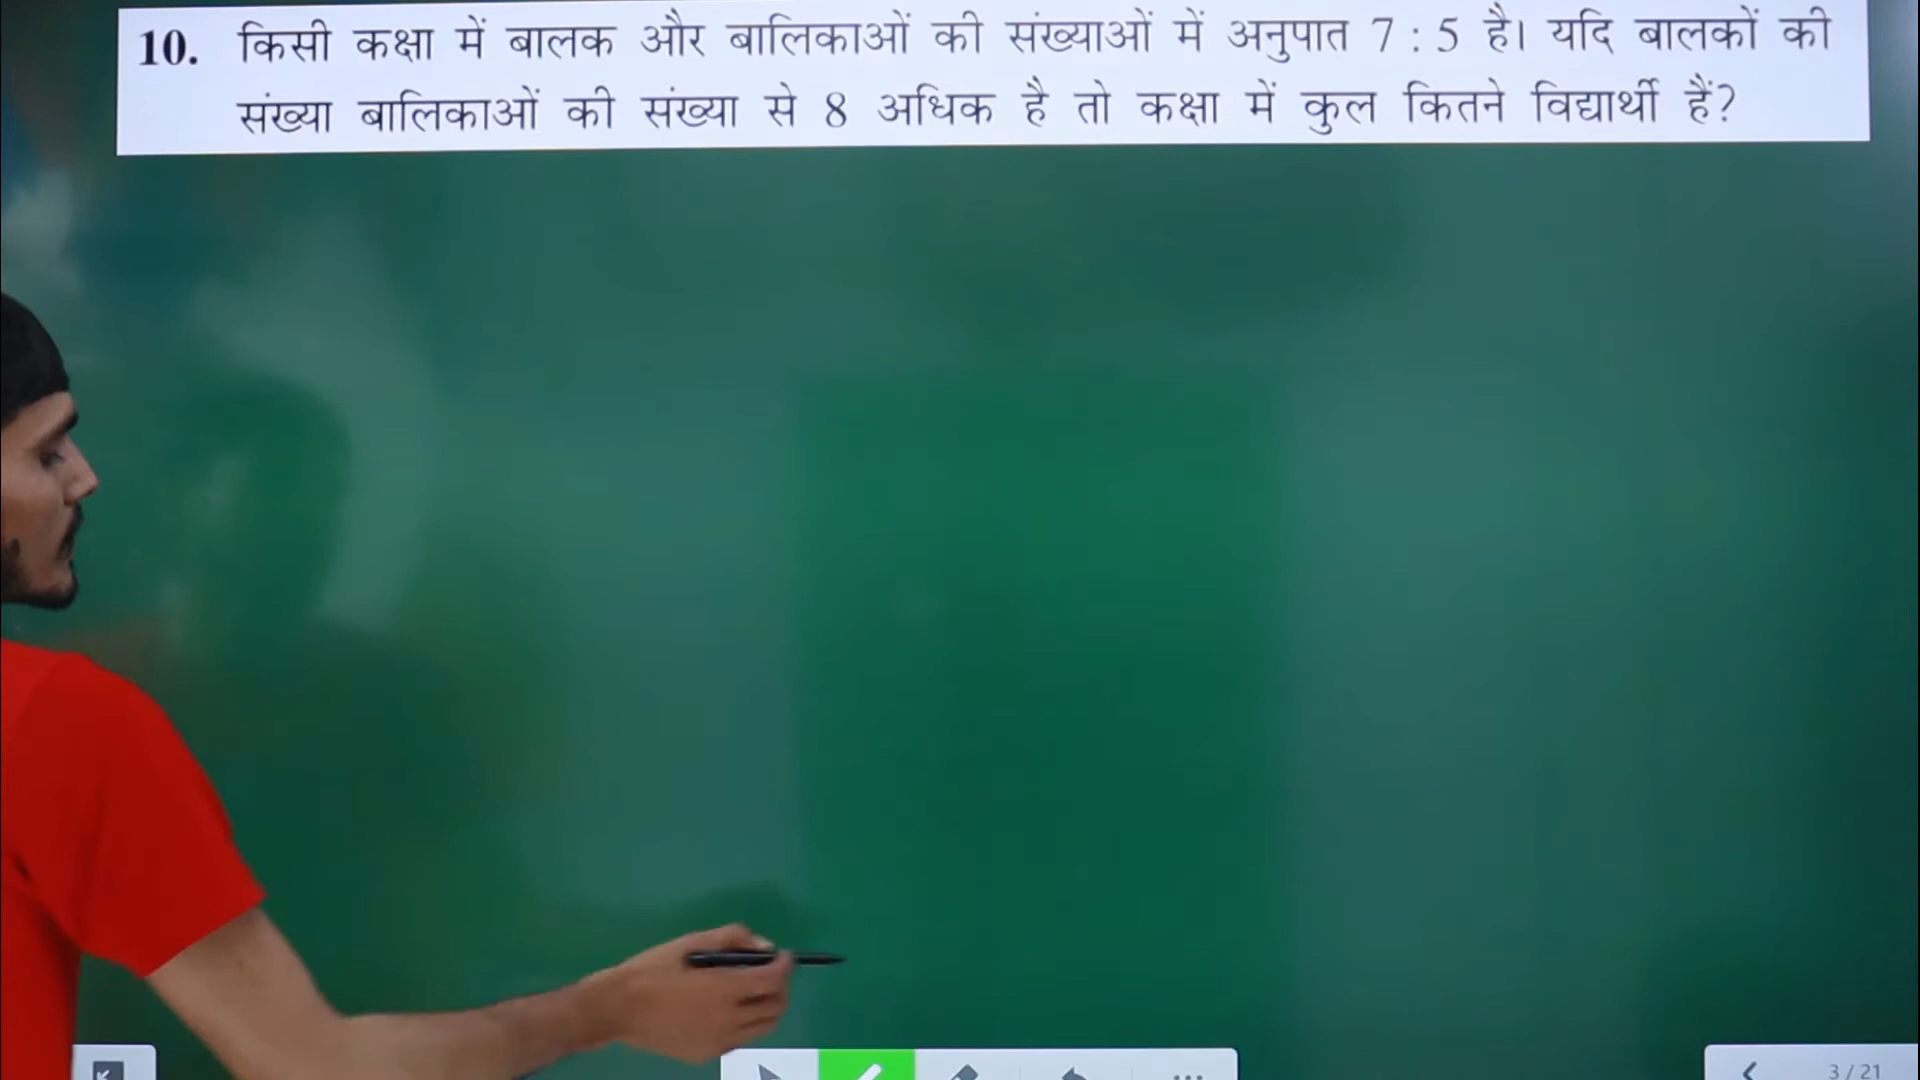 10. किसी कक्षा में बालक और बालिकाओं की संख्याओं में अनुपात 7 : 5 है। यदि बालकों की
संख्या बालिकाओं की संख्या से 8 अधिक है तो कक्षा में कुल कितने विद्यार्थी हैं?
3 / 21